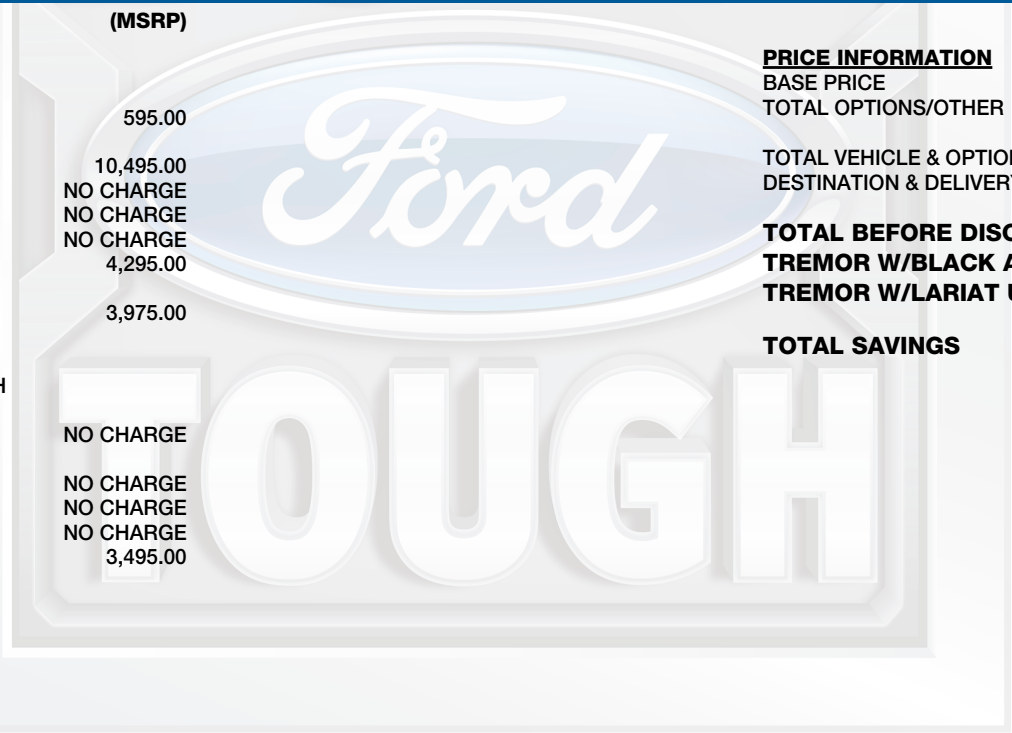 (MSRP)
595.00
10,495.00
NO CHARGE
NO CHARGE
NO CHARGE
4,295.00
3,975.00
H
NO CHARGE
NO CHARGE
NO CHARGE
NO CHARGE
3,495.00
PRICE INFORMATION
BASE PRICE
TOTAL OPTIONS/OTHER
TOTAL VEHICLE & OPTIO
DESTINATION & DELIVERY
TOTAL BEFORE DISC
TREMOR W/BLACK A
TREMOR W/LARIAT U
TOTAL SAVINGS
Ford
TOUGH